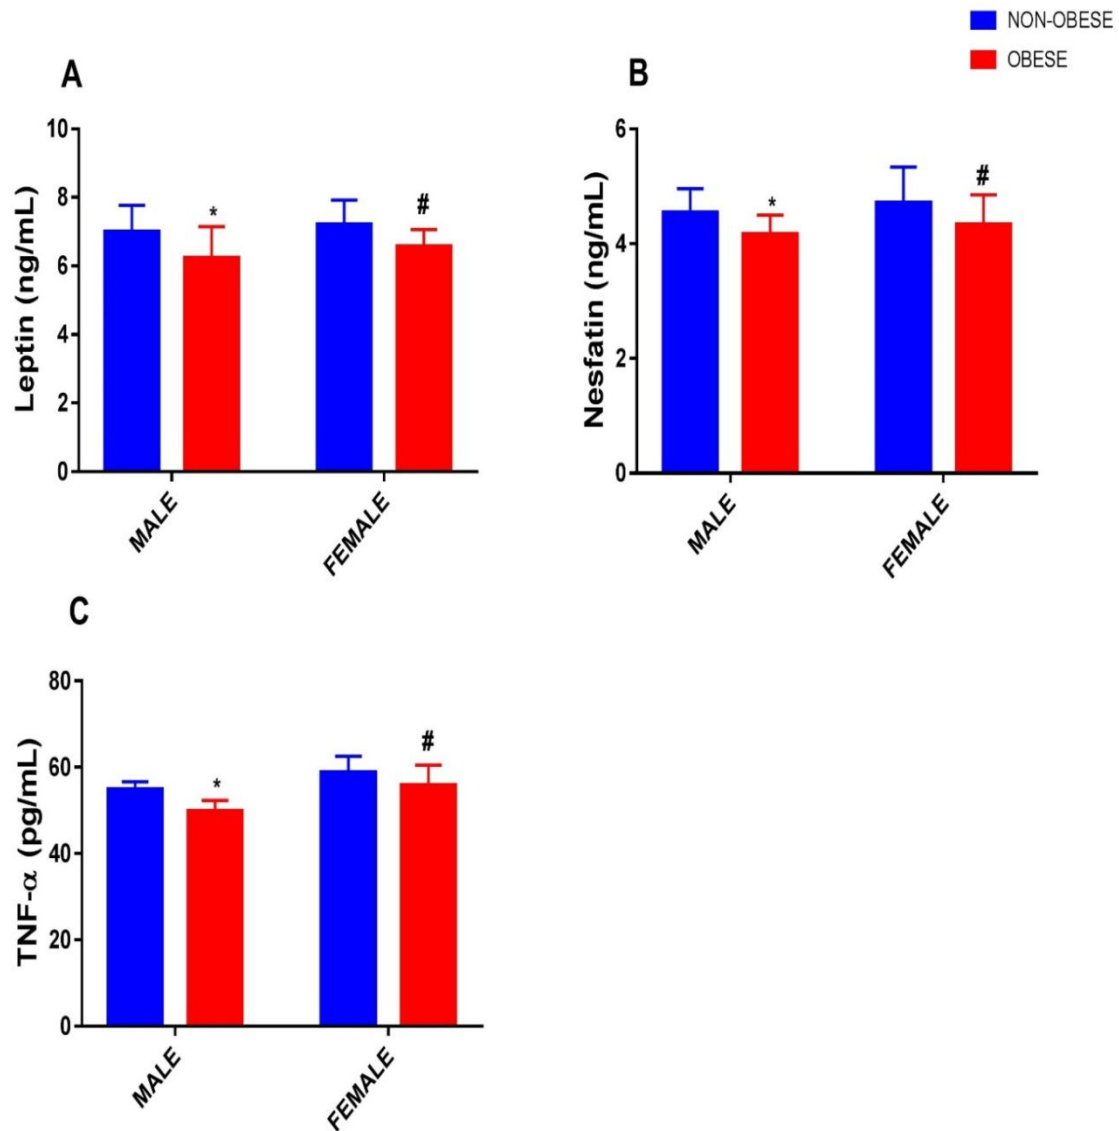 NON-OBESE
OBESE
A
Leptin (ng/mL)
10
8
6
4
2
0
*
#
MALE
FEMALE
B
Nesfatin (ng/mL)
6
4
2
0
*
#
MALE
FEMALE
C
TNF-α (pg/mL)
80
60
40
20
0
*
#
MALE
FEMALE